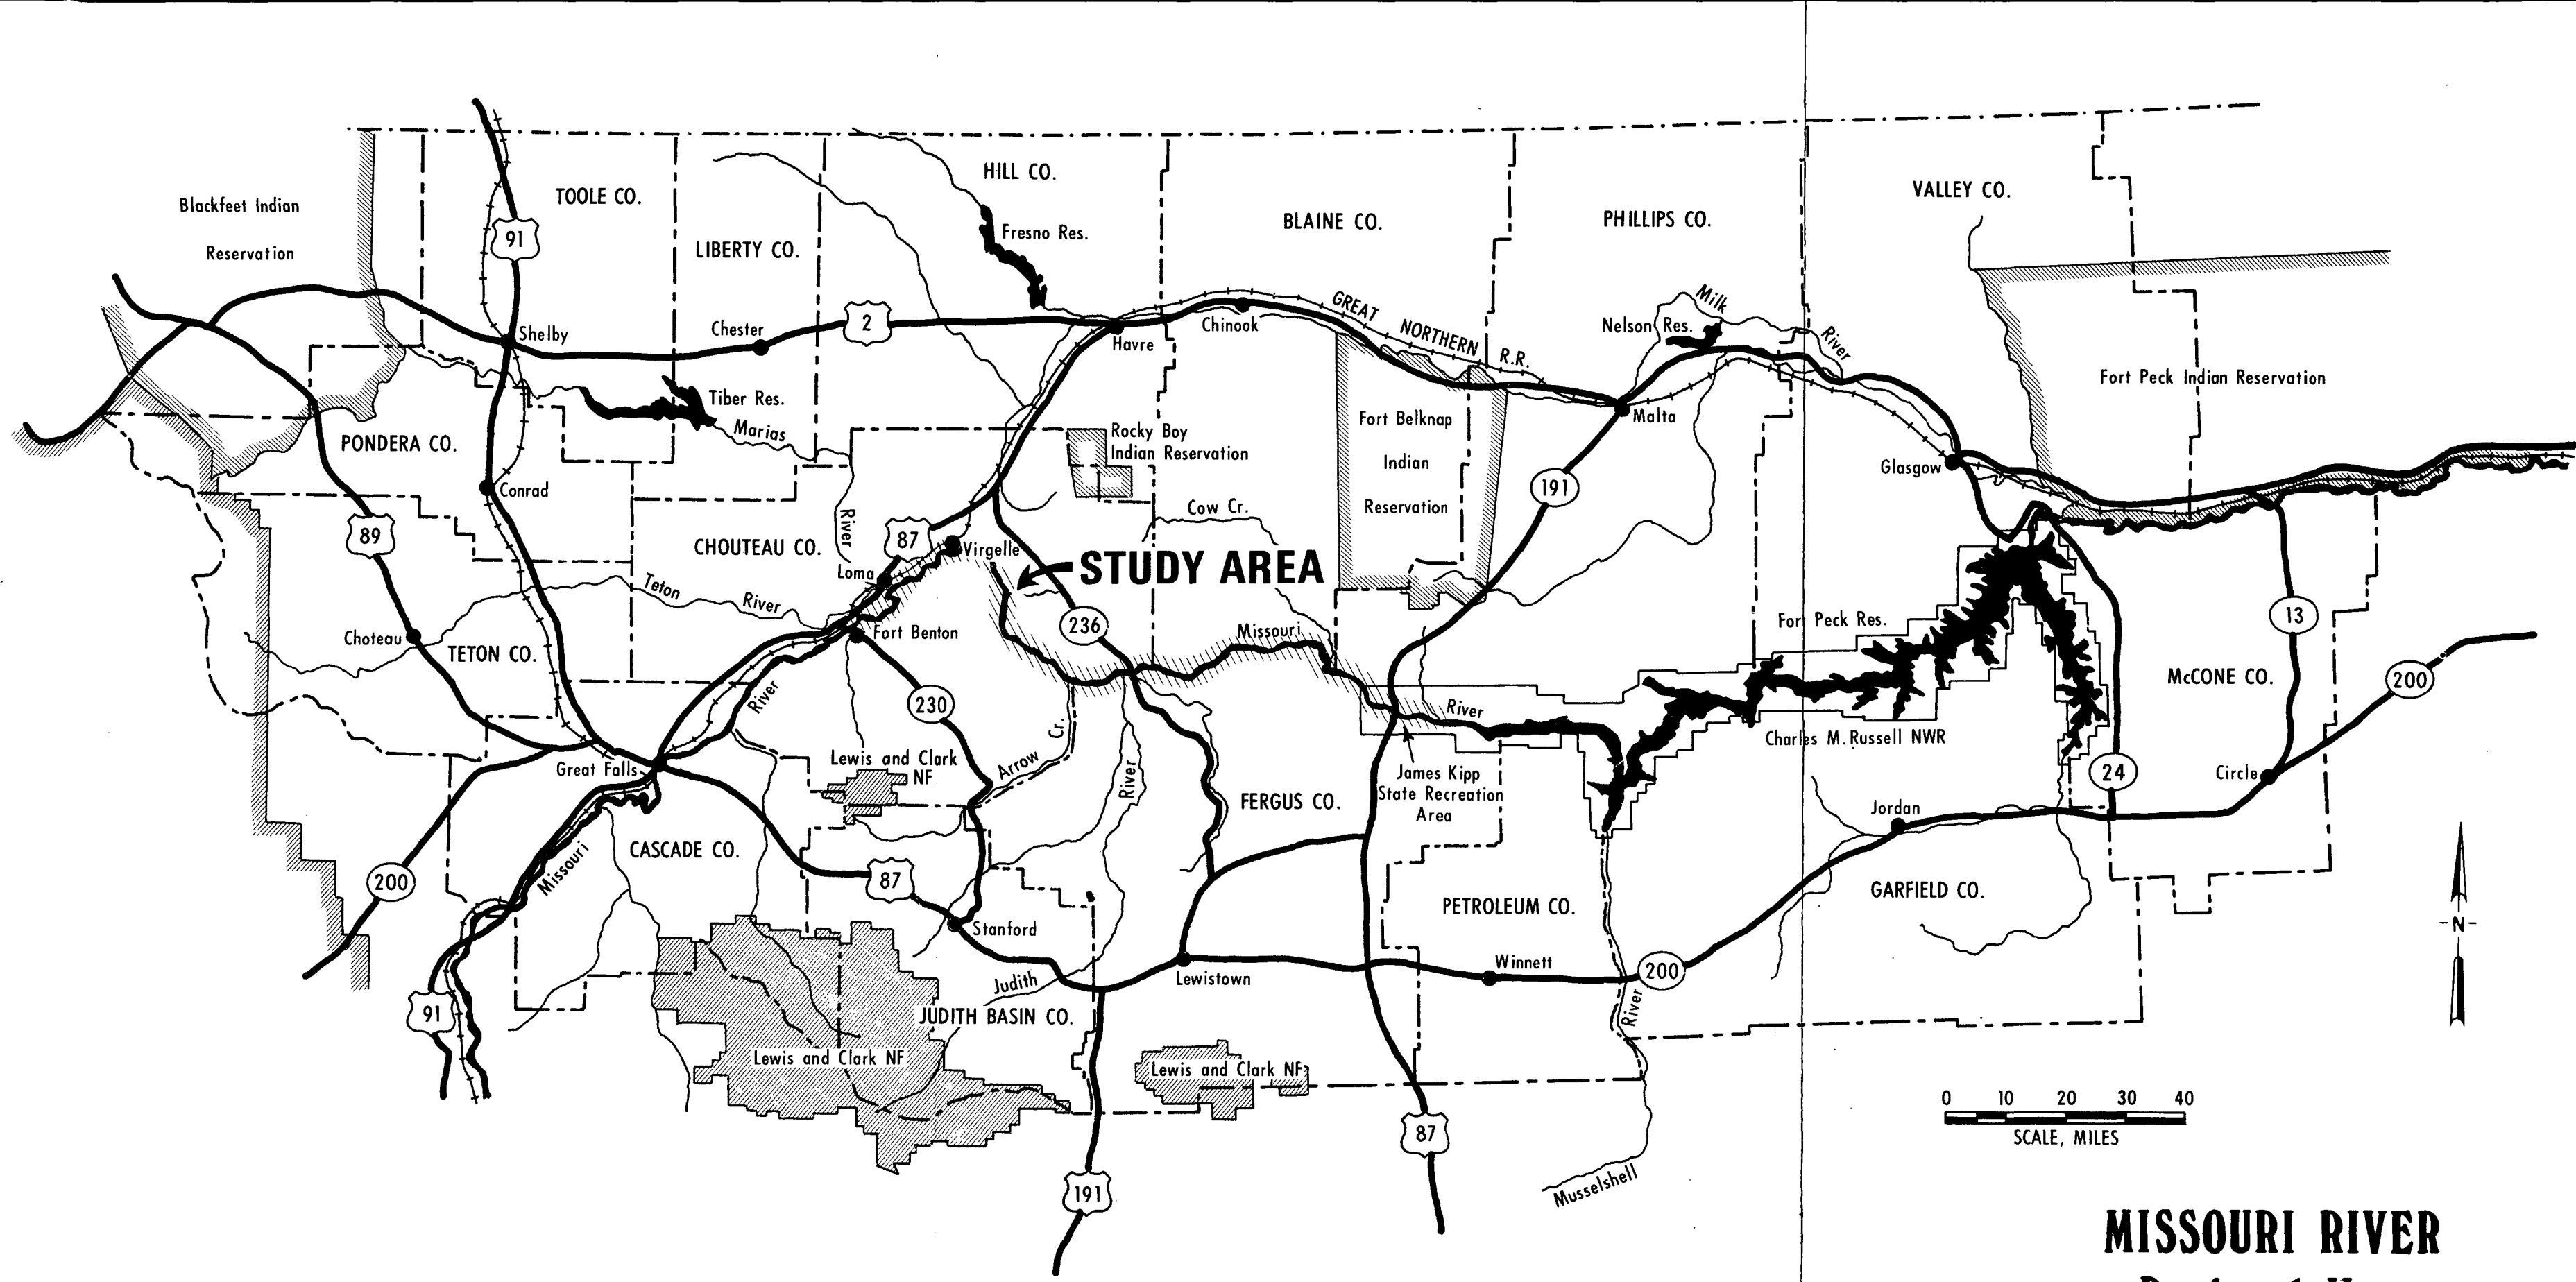 HILL CO.
TOOLE CO.
VALLEY CO.
Blackfeet Indian
Reservation
BLAINE CO.
PHILLIPS CO.
91
LIBERTY CO.
Fresno Res.
GREAT NORTHERN R.R.
Milk River
2
Shelby
Chester
Chinook
Havre
Nelson Res.
Fort Peck Indian Reservation
Tiber Res.
Marias River
Malta
PONDERA CO.
Rocky Boy
Indian Reservation
Fort Belknap
Indian
Reservation
Glasgow
Conrad
191
Cow Cr.
89
CHOUTEAU CO.
87
Virgelle
STUDY AREA
Loma
Teton River
Fort Benton
236
Missouri River
Fort Peck Res.
13
Choteau
TETON CO.
McCONE CO.
200
230
River
Arrow Cr.
River
Charles M. Russell NWR
Lewis and Clark
NF
Great Falls
James Kipp
State Recreation
Area
24
Circle
FERGUS CO.
Jordan
CASCADE CO.
Missouri
200
87
PETROLEUM CO.
GARFIELD CO.
Stanford
N
Winnett
200
Lewistown
Judith
91
JUDITH BASIN CO.
River
Lewis and Clark NF
Lewis and Clark NF
0 10 20 30 40
SCALE, MILES
87
191
Musselshell
MISSOURI RIVER